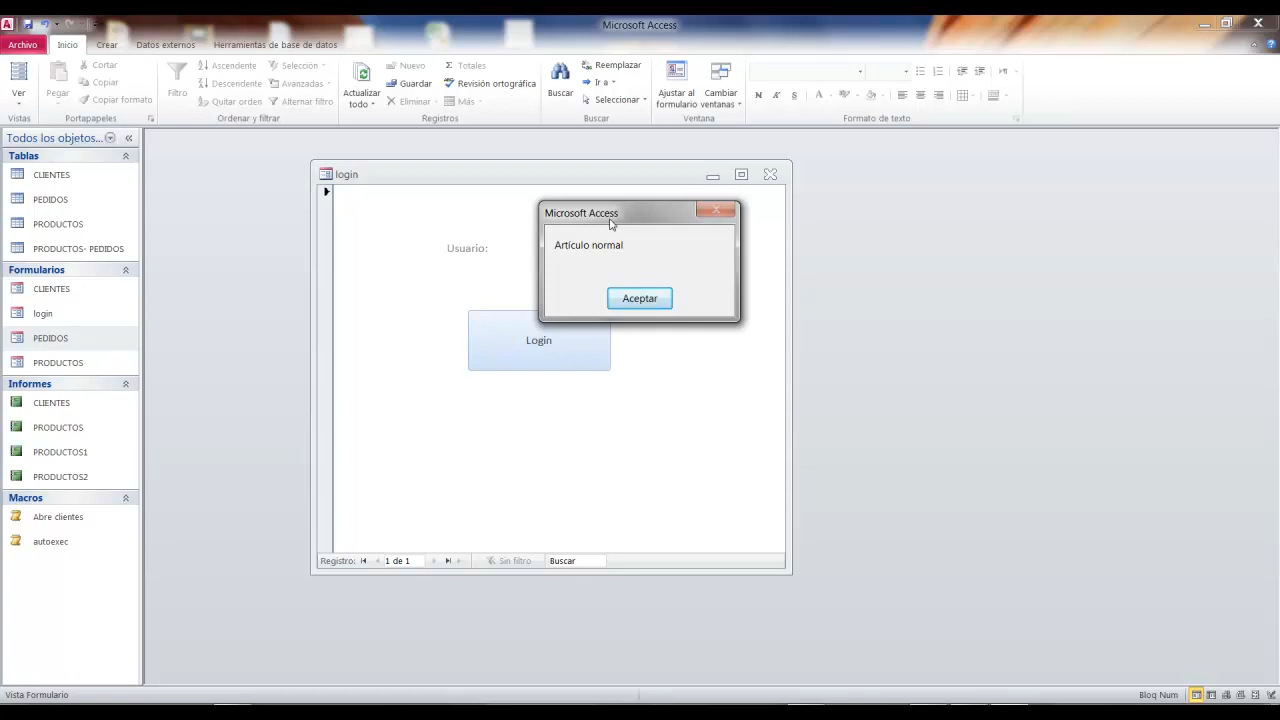 Microsoft Access
Archivo Inicio Crear Datos externos Herramientas de base de datos
Ver
Vistas
Pegar
Cortar
Copiar
Copiar formato
Portapapeles
Filtro
Ascendente
Descendente
Quitar orden
Selección
Avanzadas
Alternar filtro
Ordenar y filtrar
Actualizar
todo
Nuevo
Guardar
Eliminar
Totales
Revisión ortográfica
Más
Registros
Buscar
Reemplazar
Ir a
Seleccionar
Buscar
Ajustar al
formulario
Cambiar
ventanas
Ventana
N K S
A
Formato de texto
Todos los objetos...
Tablas
CLIENTES
PEDIDOS
PRODUCTOS
PRODUCTOS- PEDIDOS
Formularios
CLIENTES
login
PEDIDOS
PRODUCTOS
Informes
CLIENTES
PRODUCTOS
PRODUCTOS1
PRODUCTOS2
Macros
Abre clientes
autoexec
login
Usuario:
Login
Microsoft Access
Artículo normal
Aceptar
Registro: 1 de 1 Sin filtro Buscar
Vista Formulario
Bloq Num